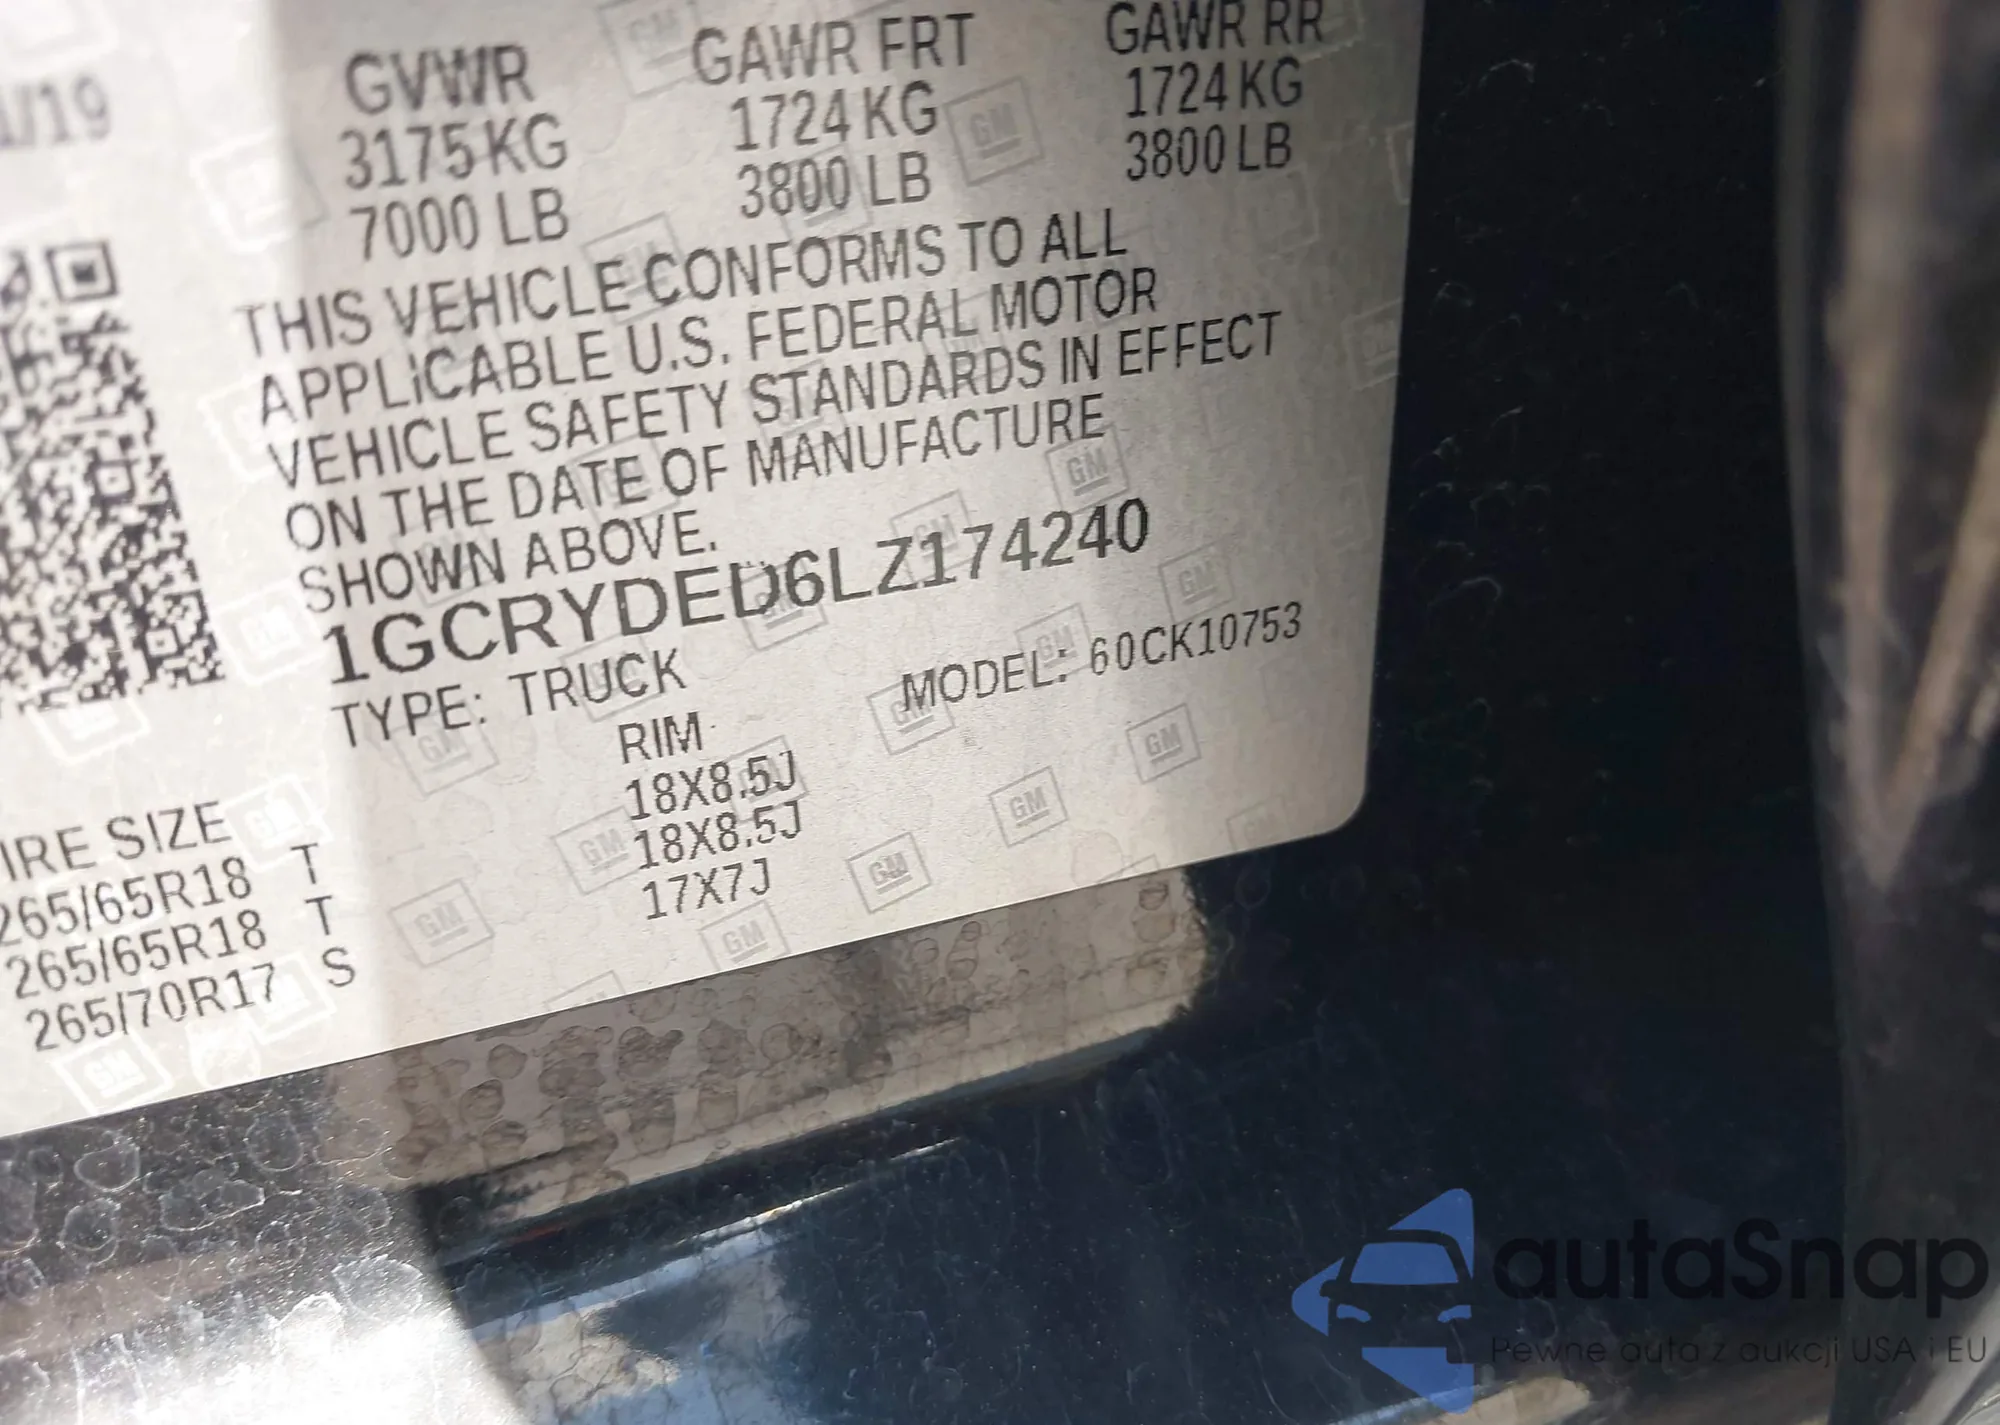 /19
GVWR GAWR FRT GAWR RR
3175 KG 1724 KG 1724 KG
7000 LB 3800 LB 3800 LB
THIS VEHICLE CONFORMS TO ALL
APPLICABLE U.S. FEDERAL MOTOR
VEHICLE SAFETY STANDARDS IN EFFECT
ON THE DATE OF MANUFACTURE
SHOWN ABOVE.
1GCRYDED6LZ174240
TYPE: TRUCK MODEL: 60CK10753
IRE SIZE RIM
265/65R18 T 18X8.5J
265/65R18 T 18X8.5J
265/70R17 S 17X7J
autaSnap
Pewne auta z aukcji USA i EU